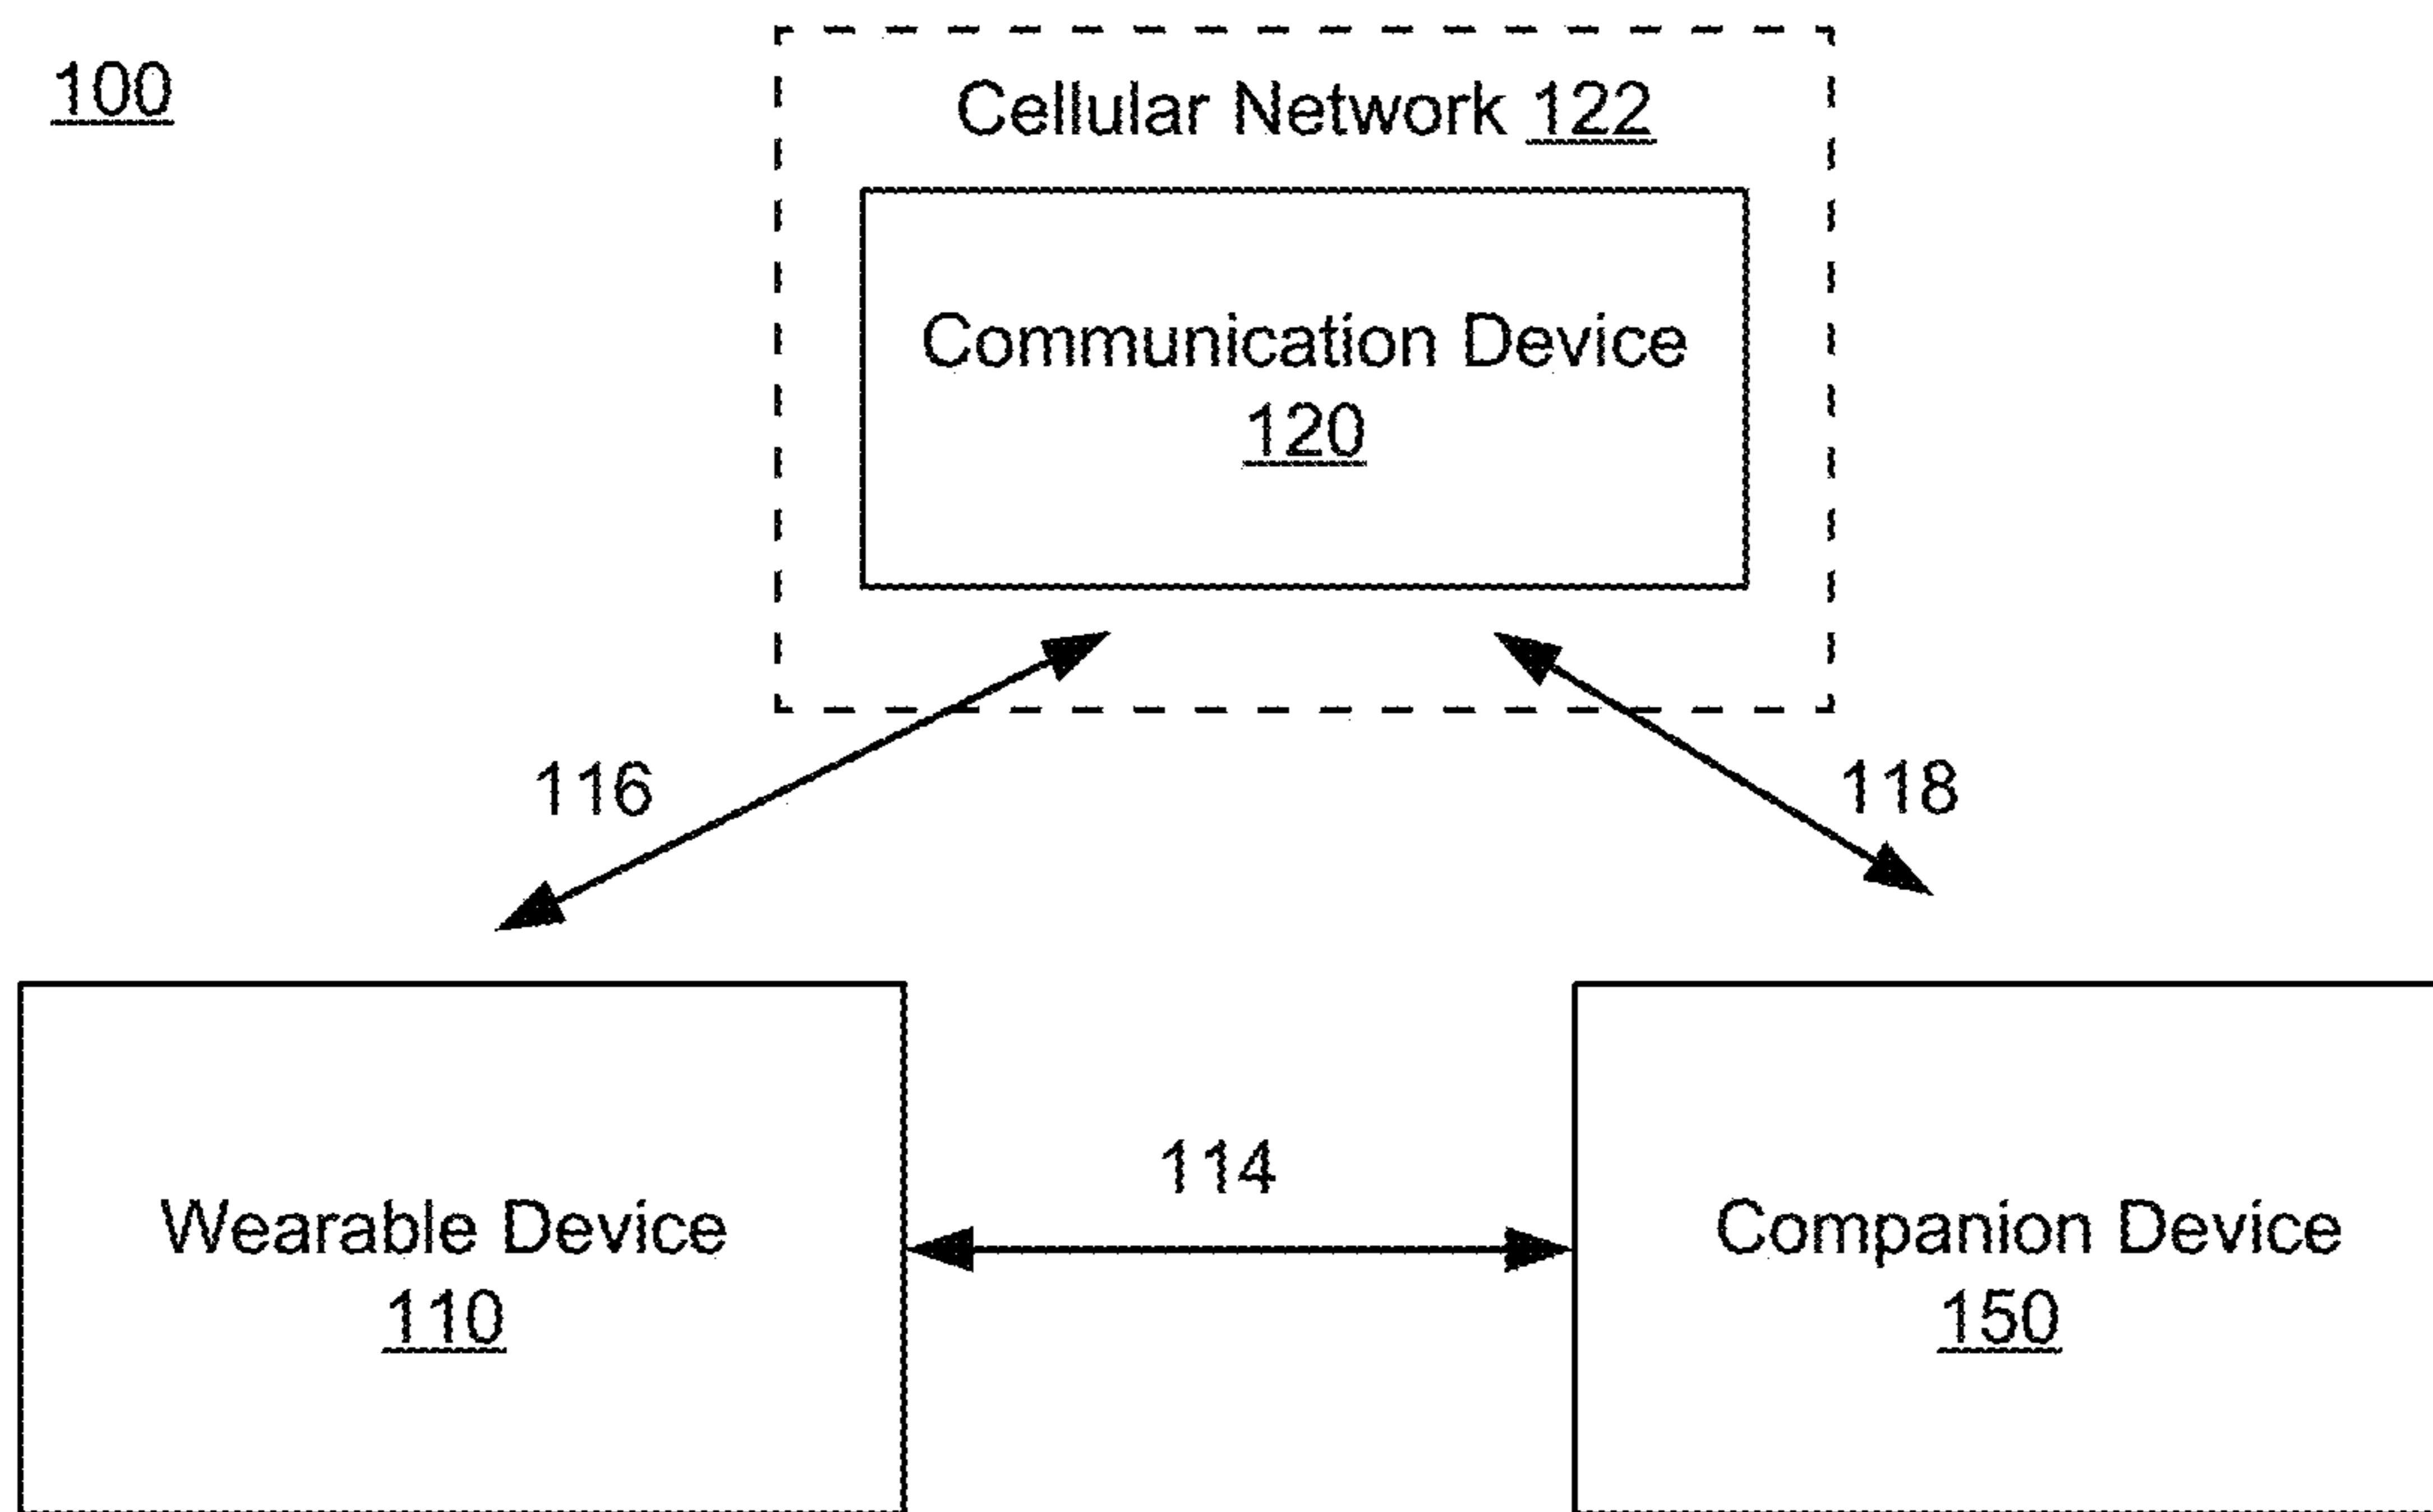 100
Cellular Network 122
Communication Device
120
116
118
114
Wearable Device
110
Companion Device
150